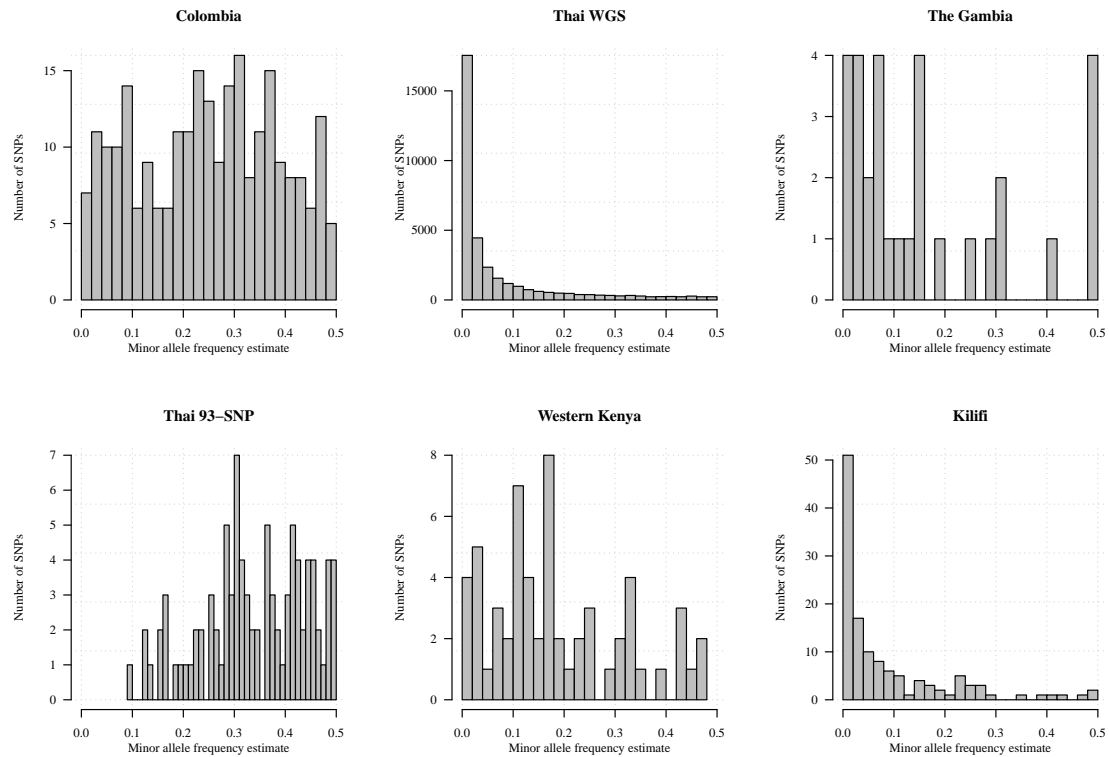 Colombia
Number of SNPs
15
10
5
0
0.0 0.1 0.2 0.3 0.4 0.5
Minor allele frequency estimate
Thai WGS
Number of SNPs
15000
10000
5000
0
0.0 0.1 0.2 0.3 0.4 0.5
Minor allele frequency estimate
The Gambia
Number of SNPs
4
3
2
1
0
0.0 0.1 0.2 0.3 0.4 0.5
Minor allele frequency estimate
Thai 93−SNP
Number of SNPs
7
6
5
4
3
2
1
0
0.0 0.1 0.2 0.3 0.4 0.5
Minor allele frequency estimate
Western Kenya
Number of SNPs
8
6
4
2
0
0.0 0.1 0.2 0.3 0.4 0.5
Minor allele frequency estimate
Kilifi
Number of SNPs
50
40
30
20
10
0
0.0 0.1 0.2 0.3 0.4 0.5
Minor allele frequency estimate